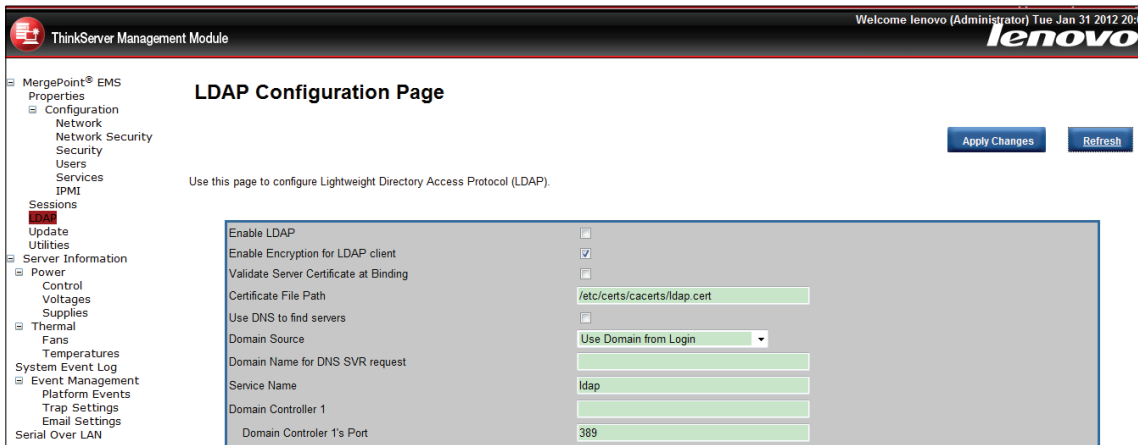 Welcome lenovo (Administrator) Tue Jan 31 2012 20:
ThinkServer Management Module
lenovo
MergePoint® EMS
Properties
Configuration
Network
Network Security
Security
Users
Services
IPMI
Sessions
LDAP
Update
Utilities
Server Information
Power
Control
Voltages
Supplies
Thermal
Fans
Temperatures
System Event Log
Event Management
Platform Events
Trap Settings
Email Settings
Serial Over LAN
LDAP Configuration Page
Apply Changes Refresh
Use this page to configure Lightweight Directory Access Protocol (LDAP).
Enable LDAP
Enable Encryption for LDAP client
Validate Server Certificate at Binding
Certificate File Path /etc/certs/cacerts/ldap.cert
Use DNS to find servers
Domain Source Use Domain from Login
Domain Name for DNS SVR request
Service Name ldap
Domain Controller 1
Domain Controler 1's Port 389